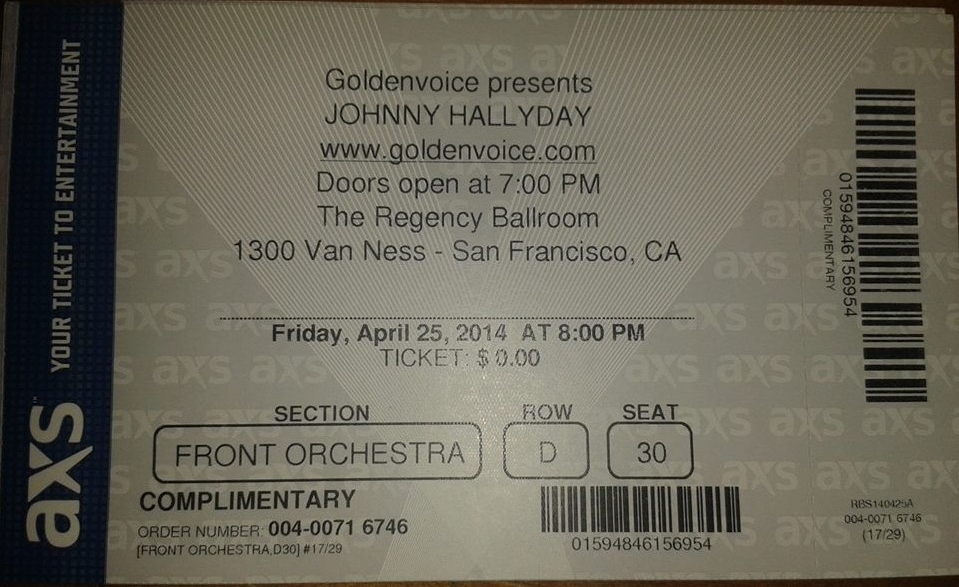 axs
YOUR TICKET TO ENTERTAINMENT
Goldenvoice presents
JOHNNY HALLYDAY
www.goldenvoice.com
Doors open at 7:00 PM
The Regency Ballroom
1300 Van Ness - San Francisco, CA
Friday, April 25, 2014 AT 8:00 PM
TICKET: $ 0.00
SECTION ROW SEAT
FRONT ORCHESTRA D 30
COMPLIMENTARY
ORDER NUMBER: 004-0071 6746
[FRONT ORCHESTRA,D30] #17/29
01594846156954
01594846156954
COMPLIMENTARY
RBS140425A
004-0071 6746
(17/29)